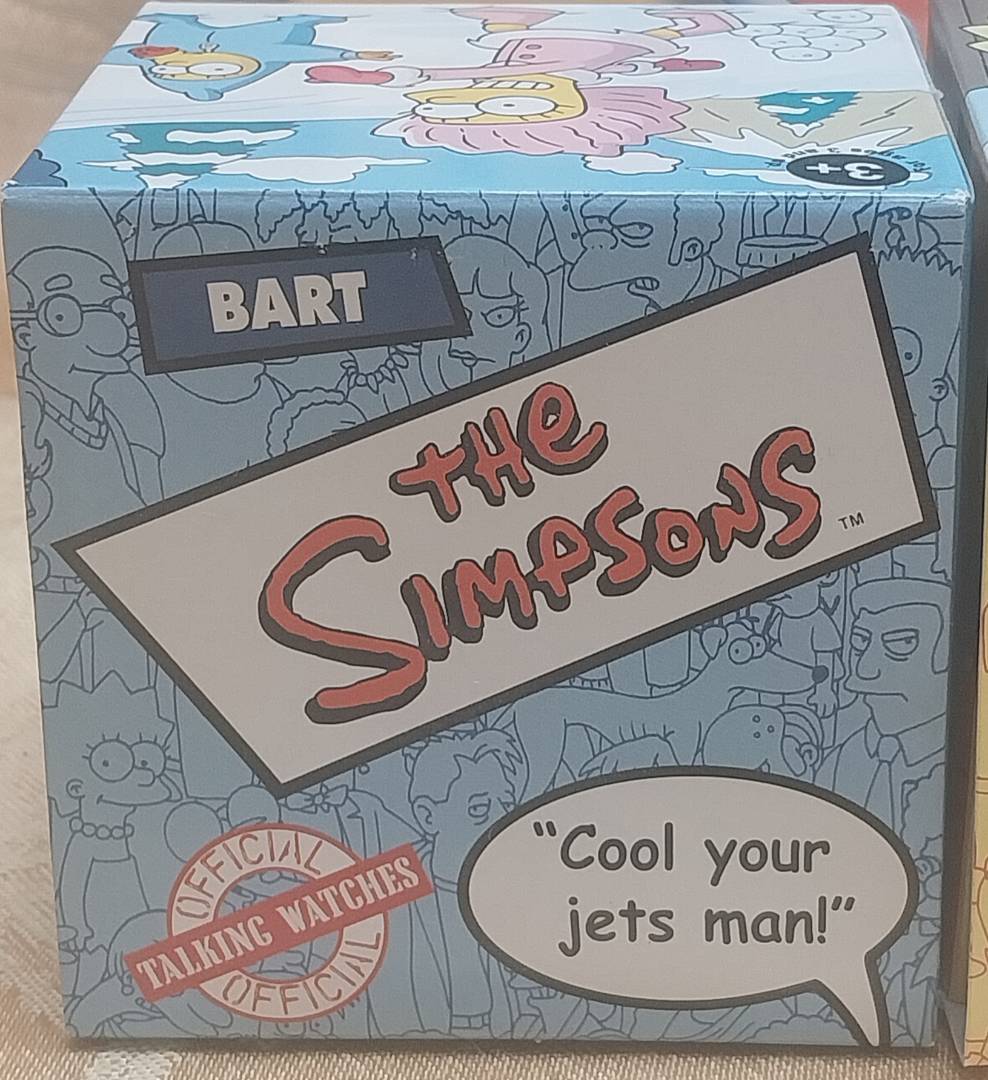 3+
BART
THE
SIMPSONS
TM
OFFICIAL
TALKING WATCHES
OFFICIAL
"Cool your
jets man!"